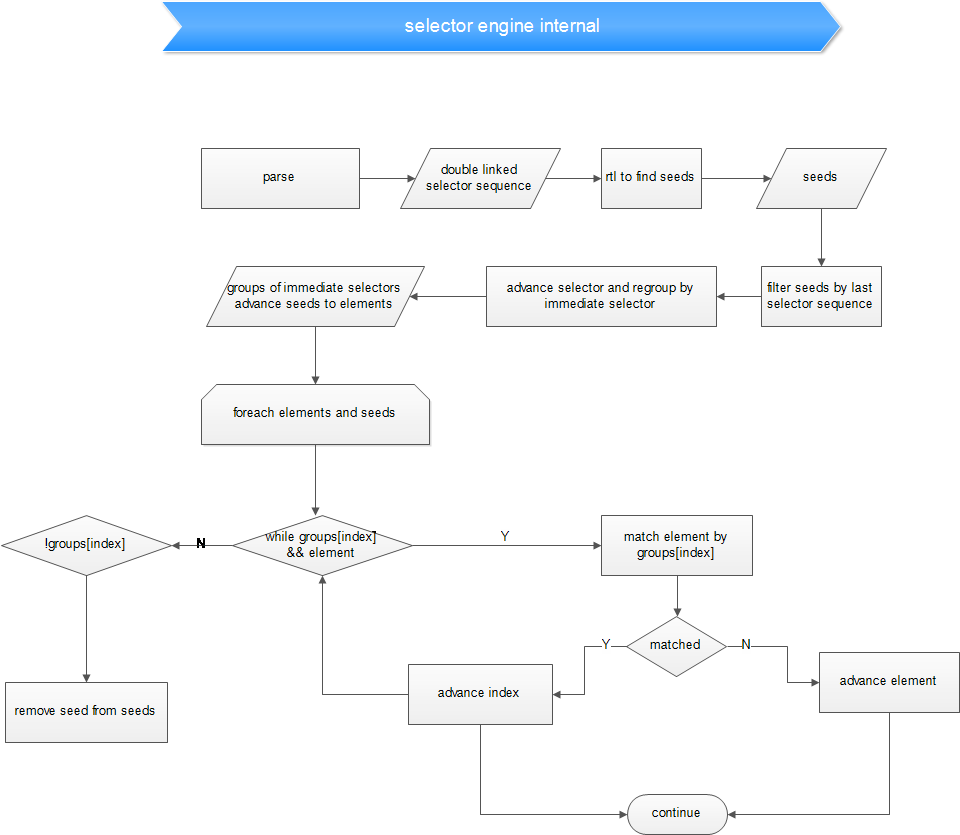 selector engine internal
parse
double linked
selector sequence
rtl to find seeds
seeds
groups of immediate selectors
advance seeds to elements
advance selector and regroup by
immediate selector
filter seeds by last
selector sequence
foreach elements and seeds
!groups[index]
N
while groups[index]
&& element
Y
match element by
groups[index]
Y
matched
N
remove seed from seeds
advance index
advance element
continue